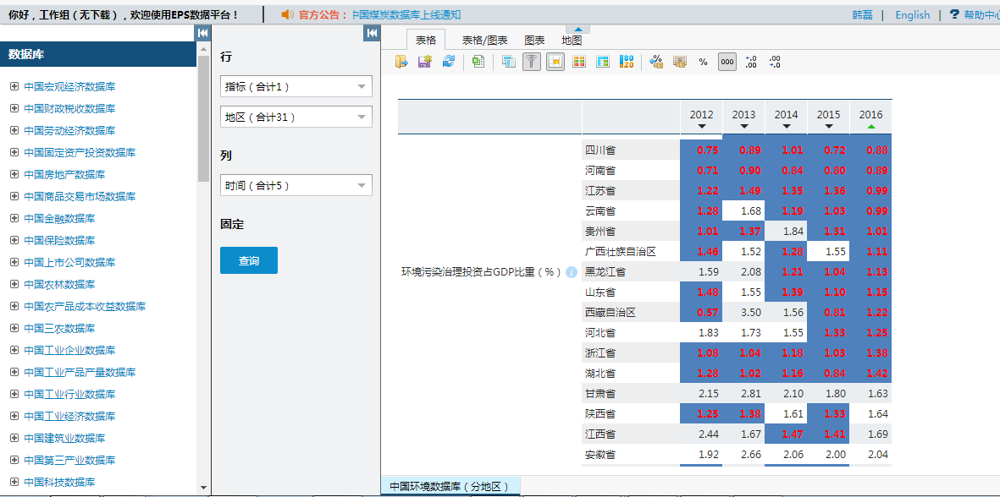 你好，工作组（无下载），欢迎使用EPS数据平台！
官方公告：
中国煤炭数据库上线通知
韩磊 | English | ? 帮助中心
数据库
中国宏观经济数据库
中国财政税收数据库
中国劳动经济数据库
中国固定资产投资数据库
中国房地产数据库
中国商品交易市场数据库
中国金融数据库
中国保险数据库
中国上市公司数据库
中国农林数据库
中国农产品成本收益数据库
中国三农数据库
中国工业企业数据库
中国工业产品产量数据库
中国工业行业数据库
中国工业经济数据库
中国建筑业数据库
中国第三产业数据库
中国科技数据库
行
指标（合计1）
地区（合计31）
列
时间（合计5）
固定
查询
表格 表格/图表 图表 地图
% 000 +.0 .00 .00 +.0
2012 2013 2014 2015 2016
环境污染治理投资占GDP比重（%）
四川省 0.75 0.89 1.01 0.72 0.88
河南省 0.71 0.90 0.84 0.80 0.89
江苏省 1.22 1.49 1.35 1.36 0.99
云南省 1.28 1.68 1.19 1.03 0.99
贵州省 1.01 1.37 1.84 1.31 1.01
广西壮族自治区 1.46 1.52 1.28 1.55 1.11
黑龙江省 1.59 2.08 1.21 1.04 1.13
山东省 1.48 1.55 1.39 1.10 1.15
西藏自治区 0.57 3.50 1.56 0.81 1.22
河北省 1.83 1.73 1.55 1.33 1.25
浙江省 1.08 1.04 1.18 1.03 1.38
湖北省 1.28 1.02 1.16 0.84 1.42
甘肃省 2.15 2.81 2.10 1.80 1.63
陕西省 1.25 1.38 1.61 1.33 1.64
江西省 2.44 1.67 1.47 1.41 1.69
安徽省 1.92 2.66 2.06 2.00 2.04
中国环境数据库（分地区）